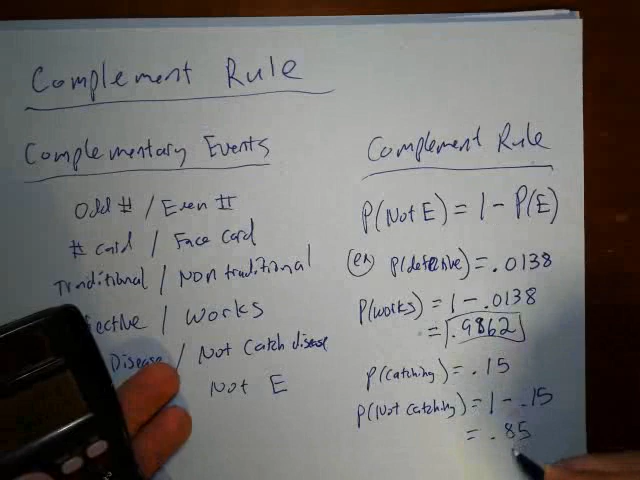 Complement Rule
Complementary Events
Odd # / Even #
# Card / Face Card
Traditional / Non traditional
/ Works
Disease / Not Catch disease
Not E
Complement Rule
P(Not E) = 1 - P(E)
(ex) P(defective) = .0138
P(works) = 1 - .0138
= .9862
P(catching) = .15
P(Not catching) = 1 - .15
= .85